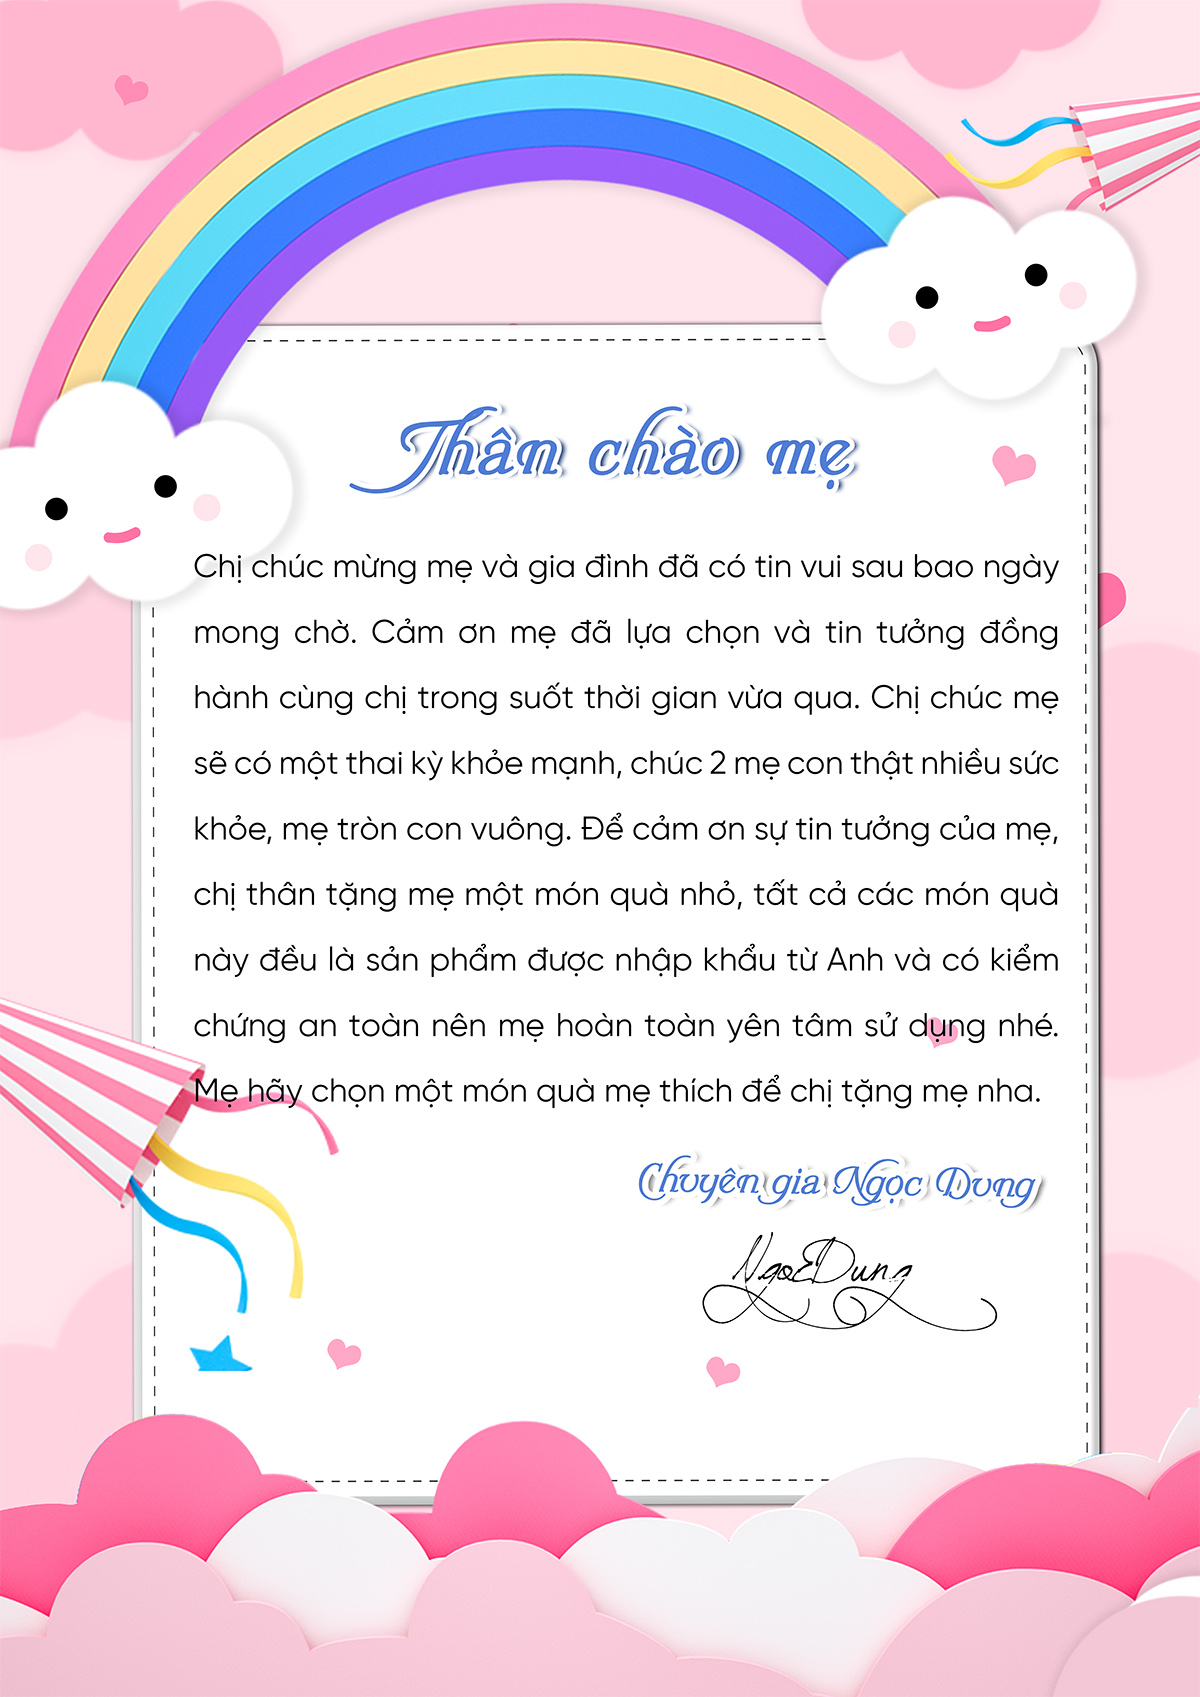 Thân chào mẹ
Chị chúc mừng mẹ và gia đình đã có tin vui sau bao ngày
mong chờ. Cảm ơn mẹ đã lựa chọn và tin tưởng đồng
hành cùng chị trong suốt thời gian vừa qua. Chị chúc mẹ
sẽ có một thai kỳ khỏe mạnh, chúc 2 mẹ con thật nhiều sức
khỏe, mẹ tròn con vuông. Để cảm ơn sự tin tưởng của mẹ,
chị thân tặng mẹ một món quà nhỏ, tất cả các món quà
này đều là sản phẩm được nhập khẩu từ Anh và có kiểm
chứng an toàn nên mẹ hoàn toàn yên tâm sử dụng nhé.
Mẹ hãy chọn một món quà mẹ thích để chị tặng mẹ nha.
Chuyên gia Ngọc Dung
Ngọc Dung